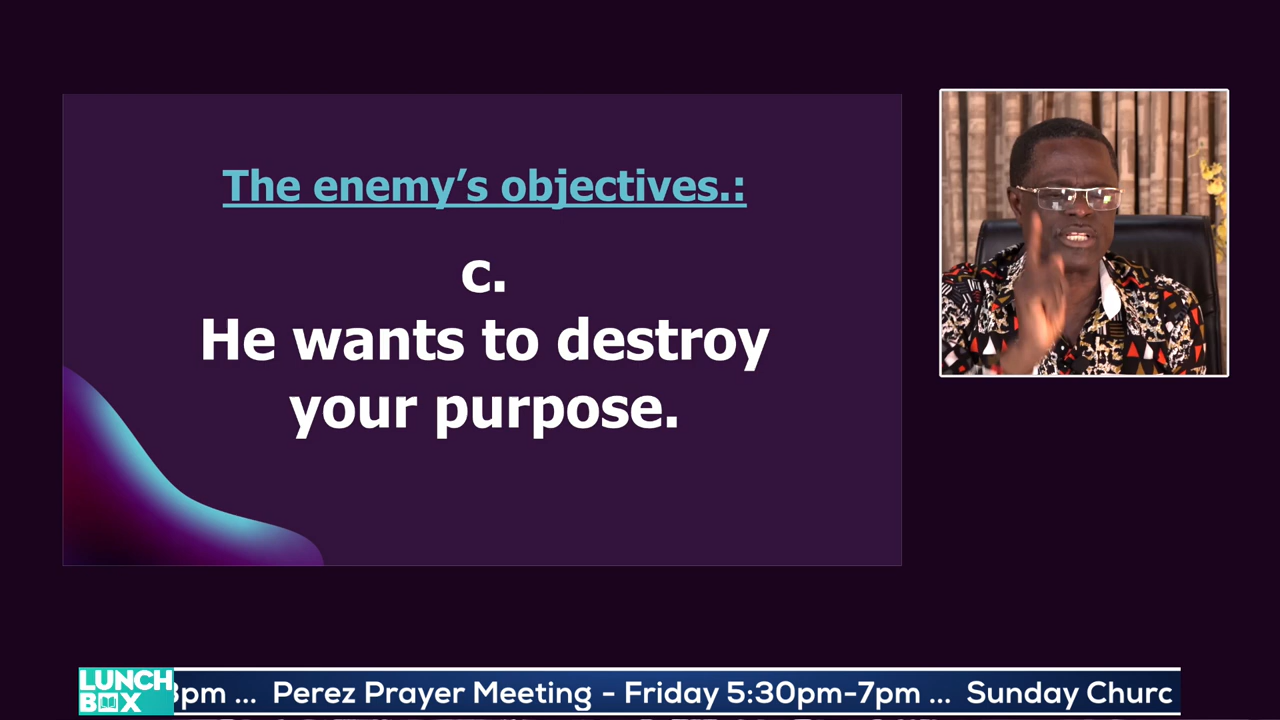 The enemy’s objectives.:
c.
He wants to destroy
your purpose.
LUNCH
BOX
3pm ... Perez Prayer Meeting - Friday 5:30pm-7pm ... Sunday Churc